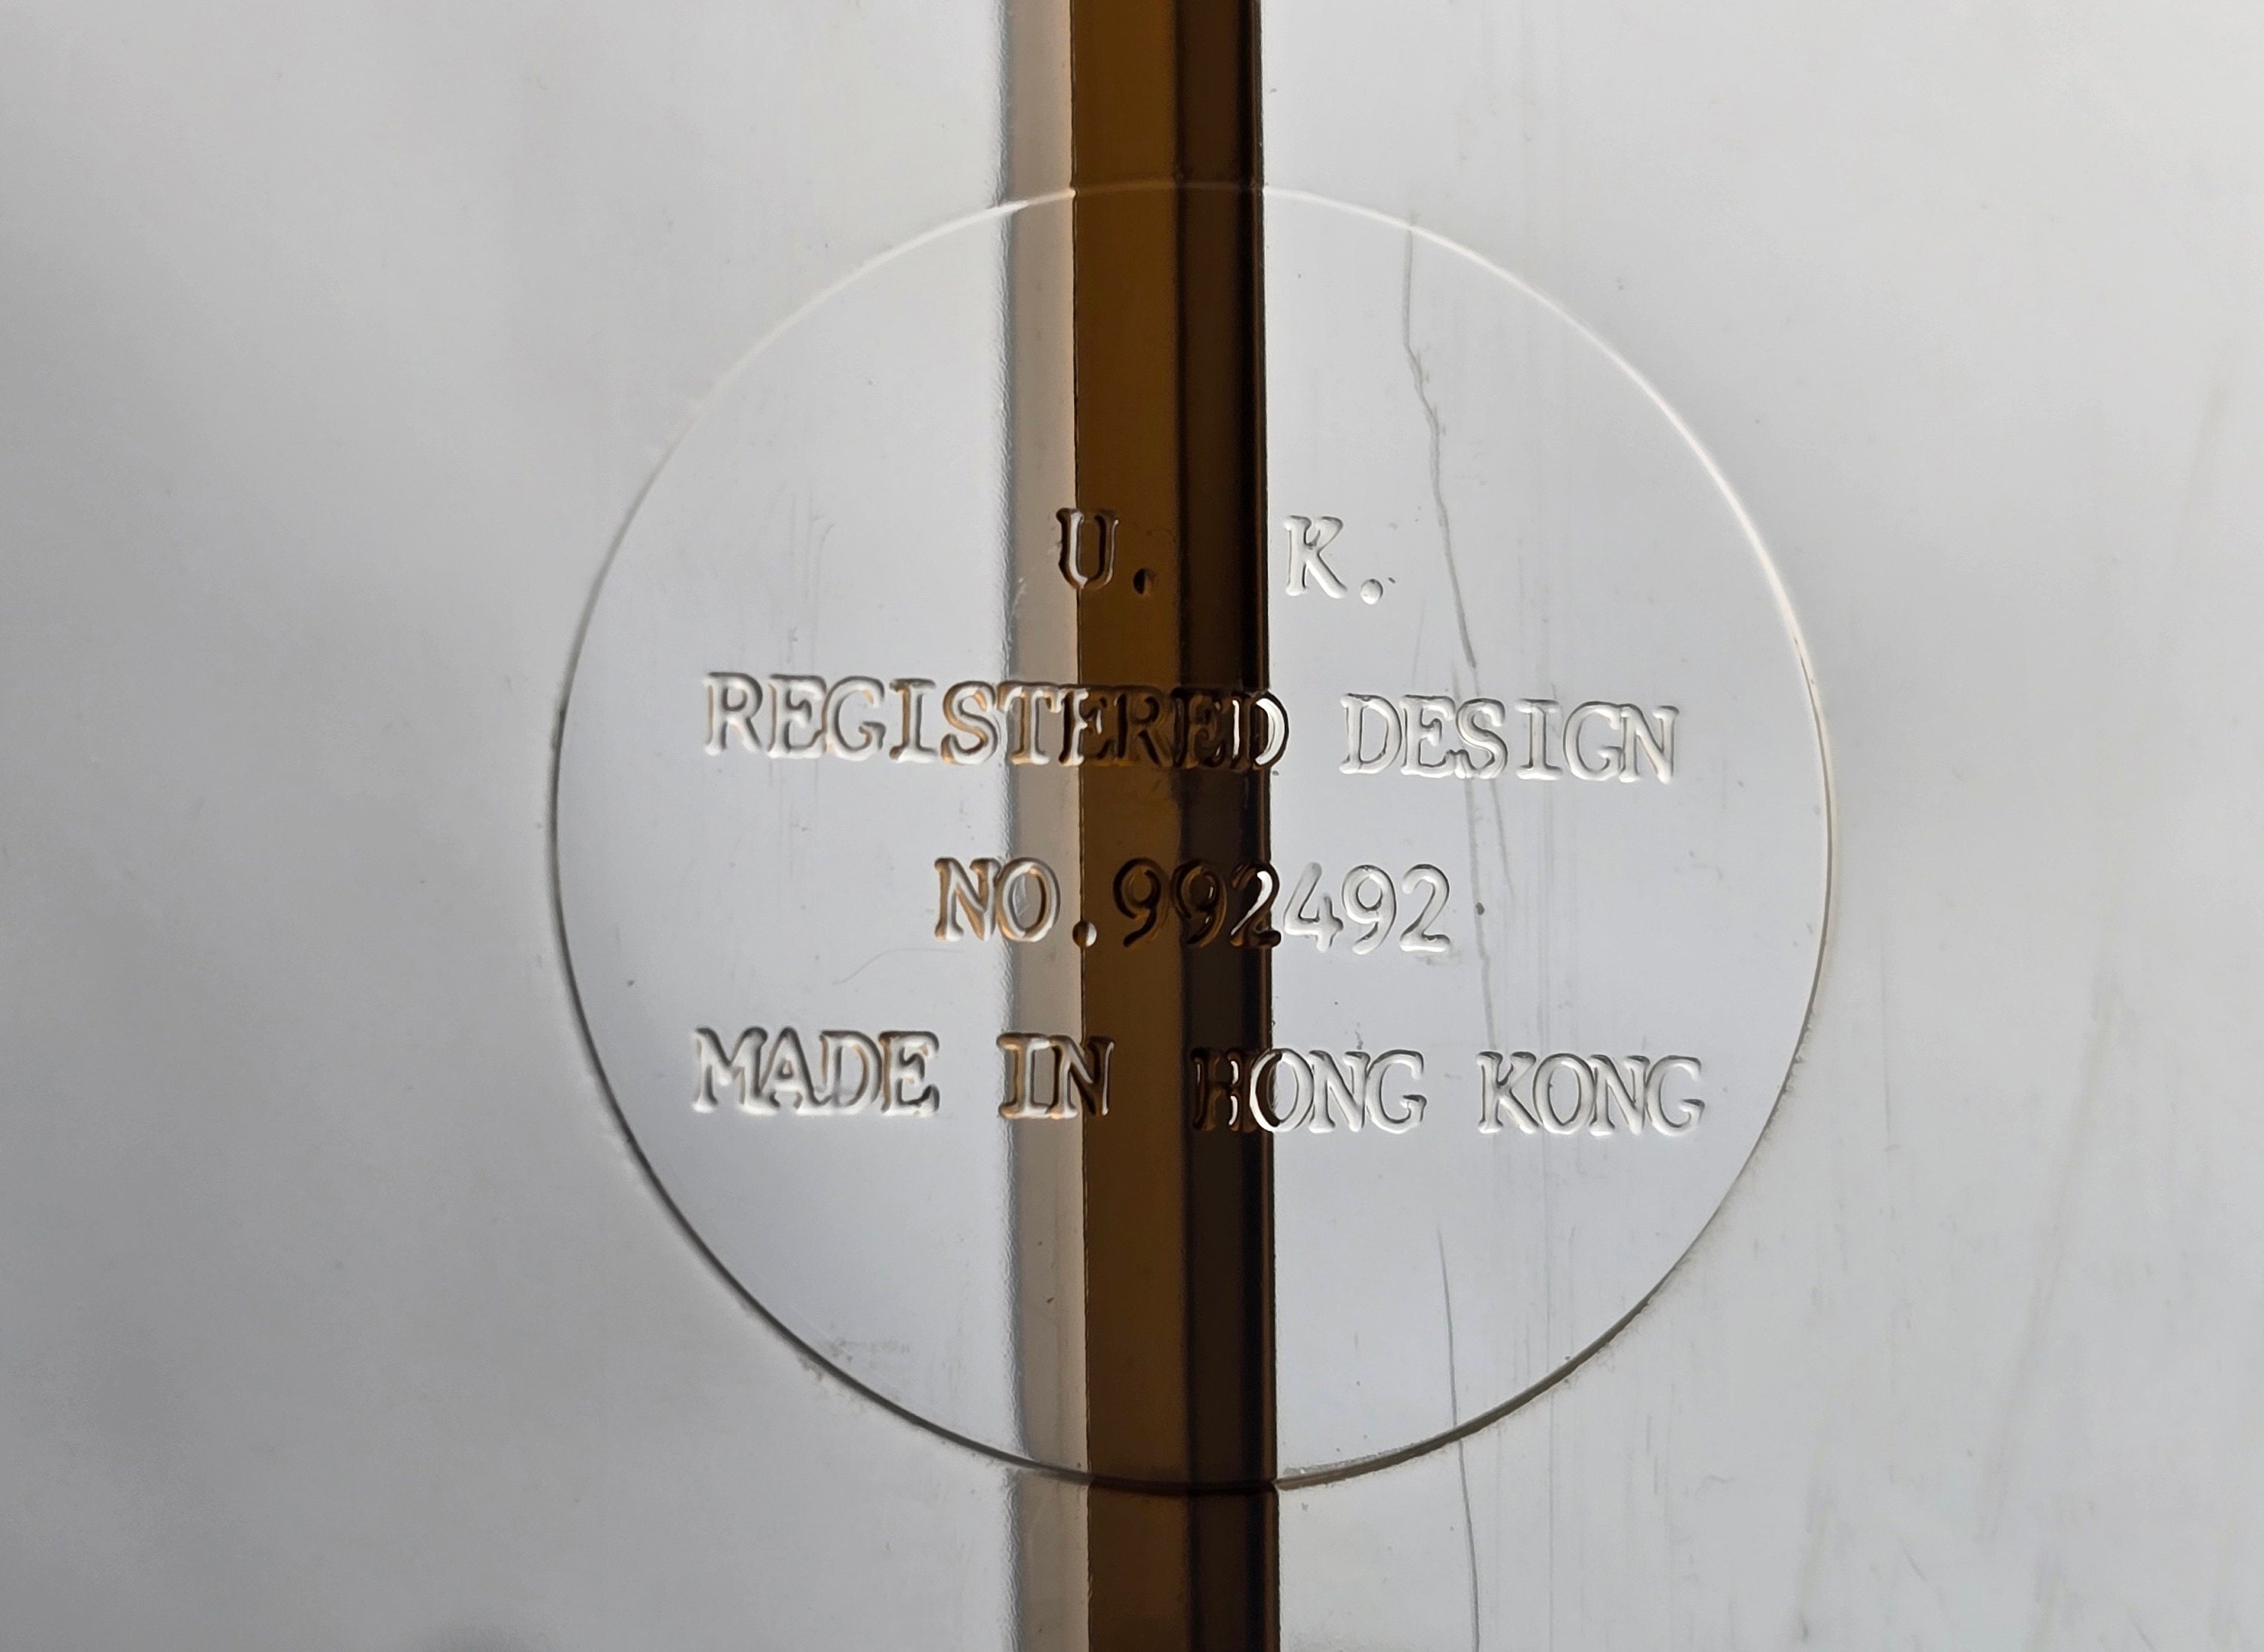 U. K.
REGISTERED DESIGN
NO.992492
MADE IN HONG KONG